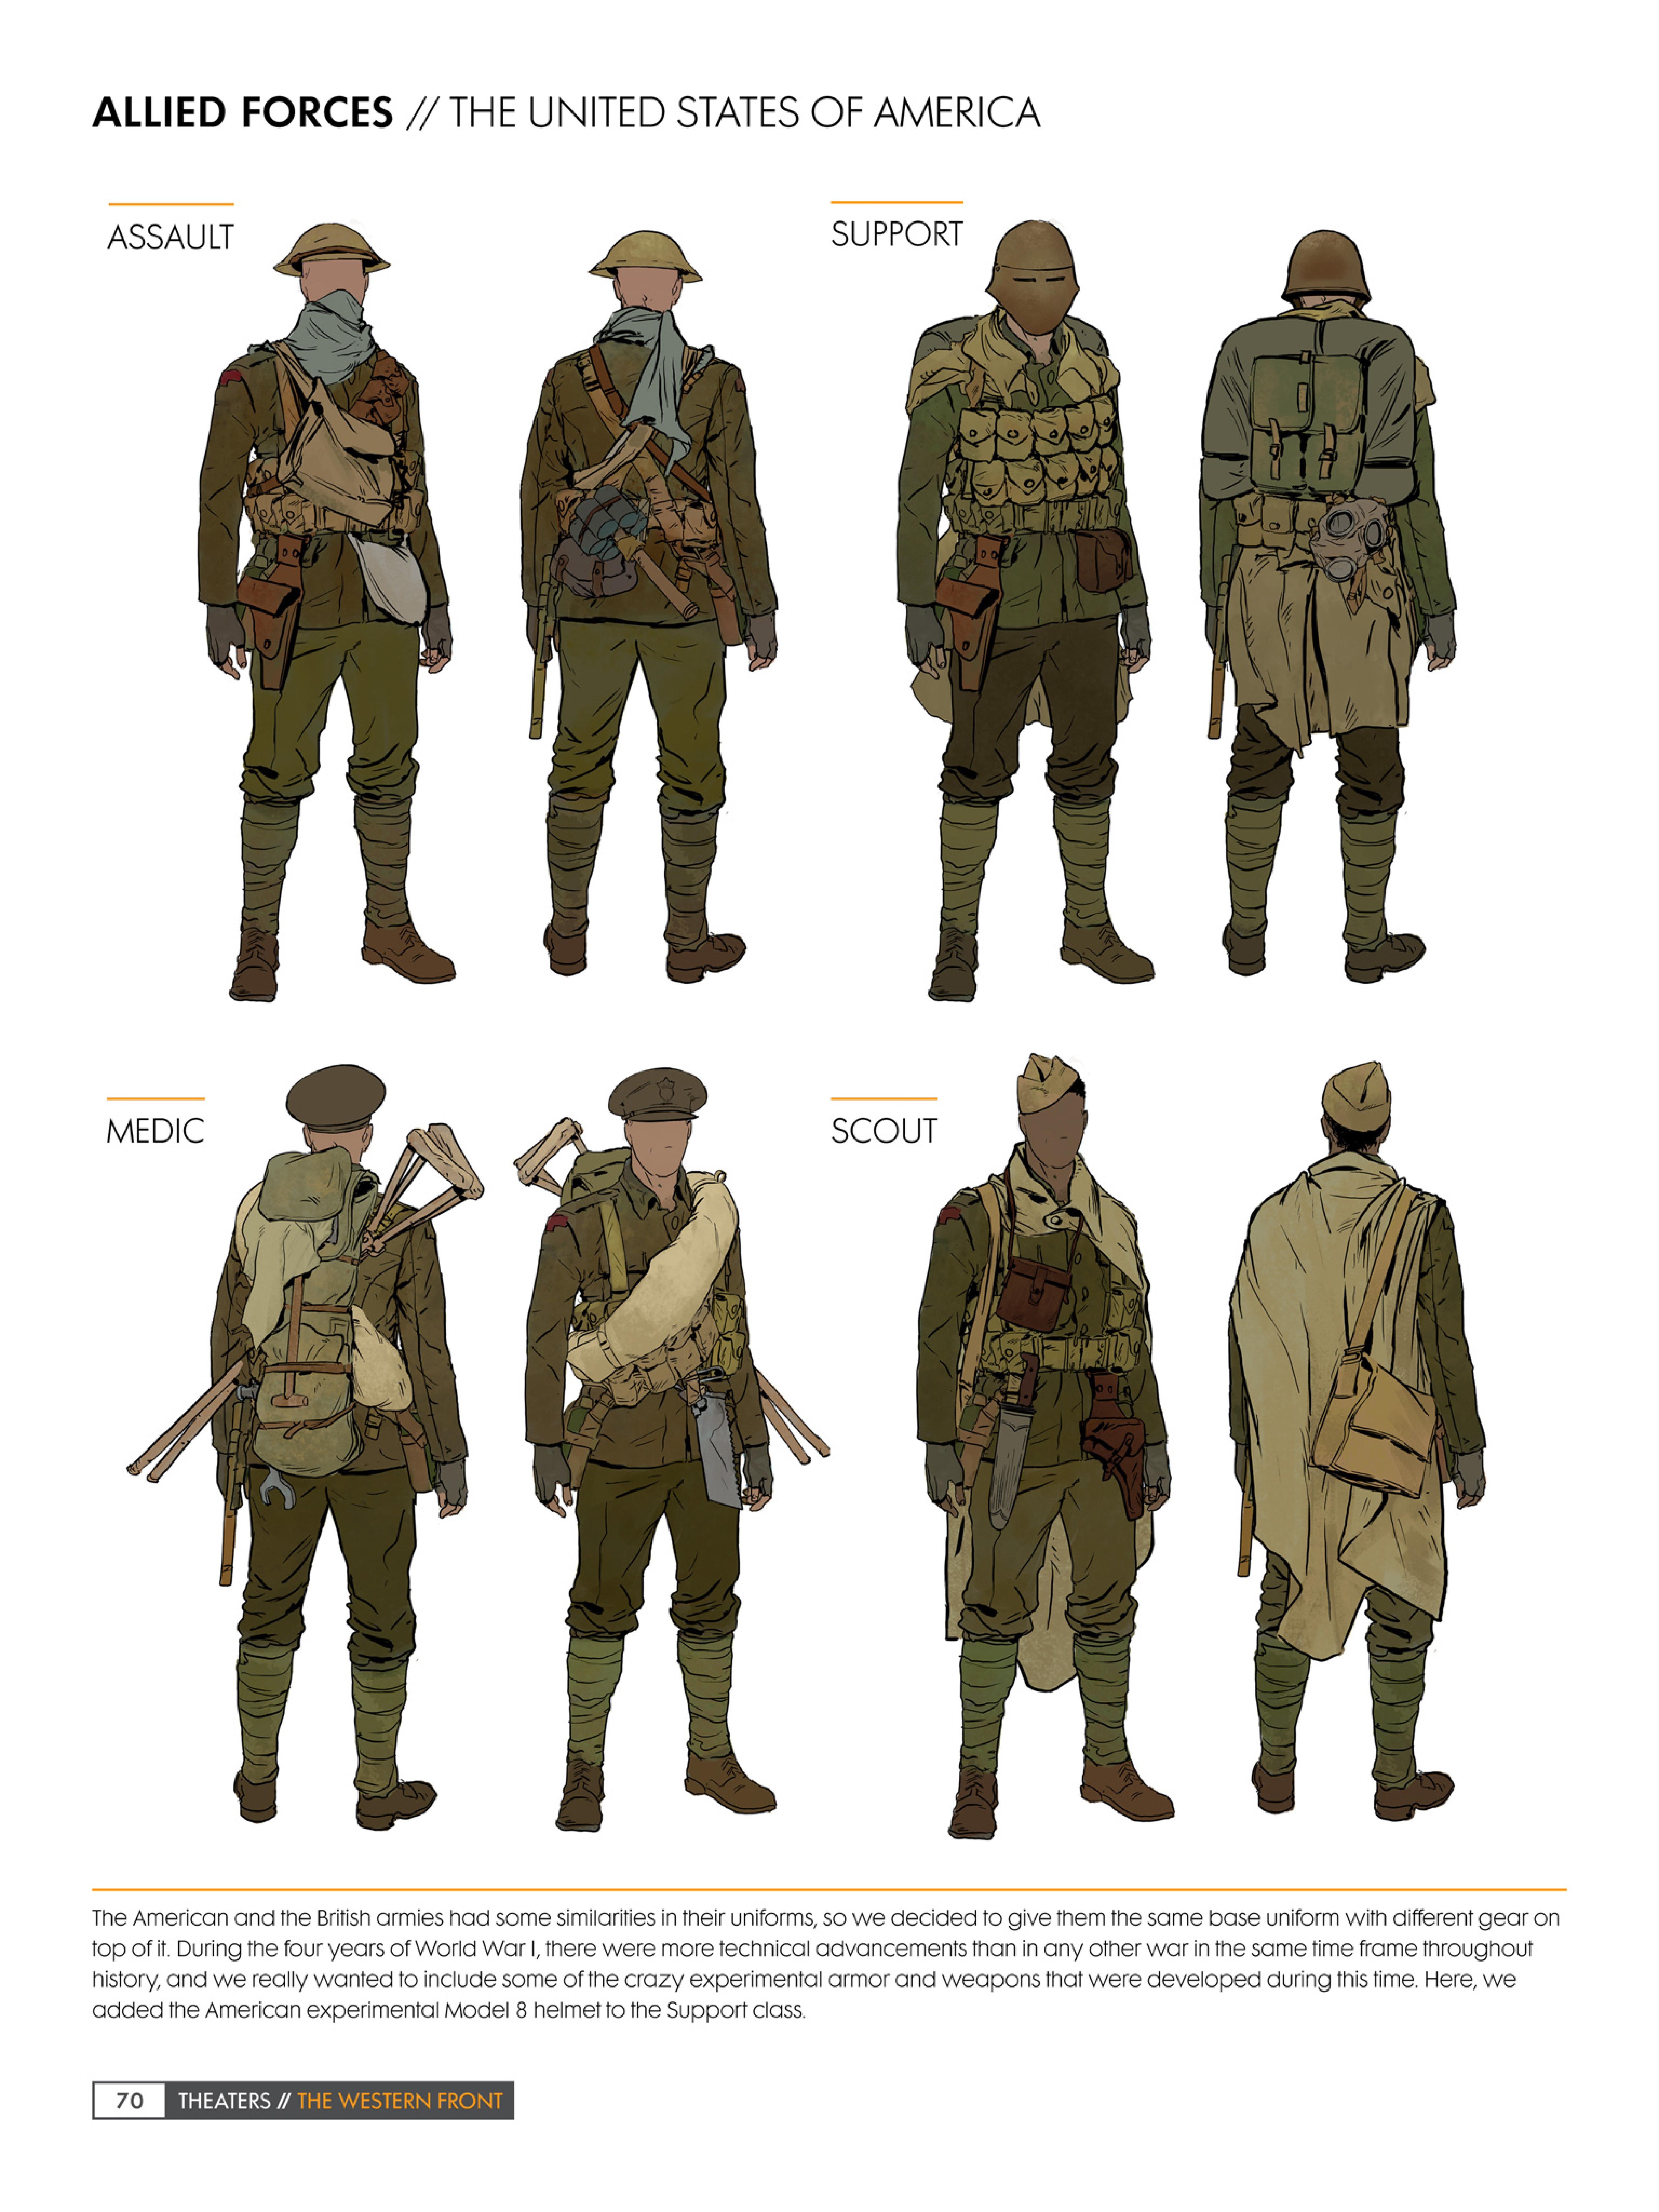 ALLIED FORCES // THE UNITED STATES OF AMERICA
ASSAULT
SUPPORT
MEDIC
SCOUT
The American and the British armies had some similarities in their uniforms, so we decided to give them the same base uniform with different gear on
top of it. During the four years of World War I, there were more technical advancements than in any other war in the same time frame throughout
history, and we really wanted to include some of the crazy experimental armor and weapons that were developed during this time. Here, we
added the American experimental Model 8 helmet to the Support class.
70 THEATERS // THE WESTERN FRONT